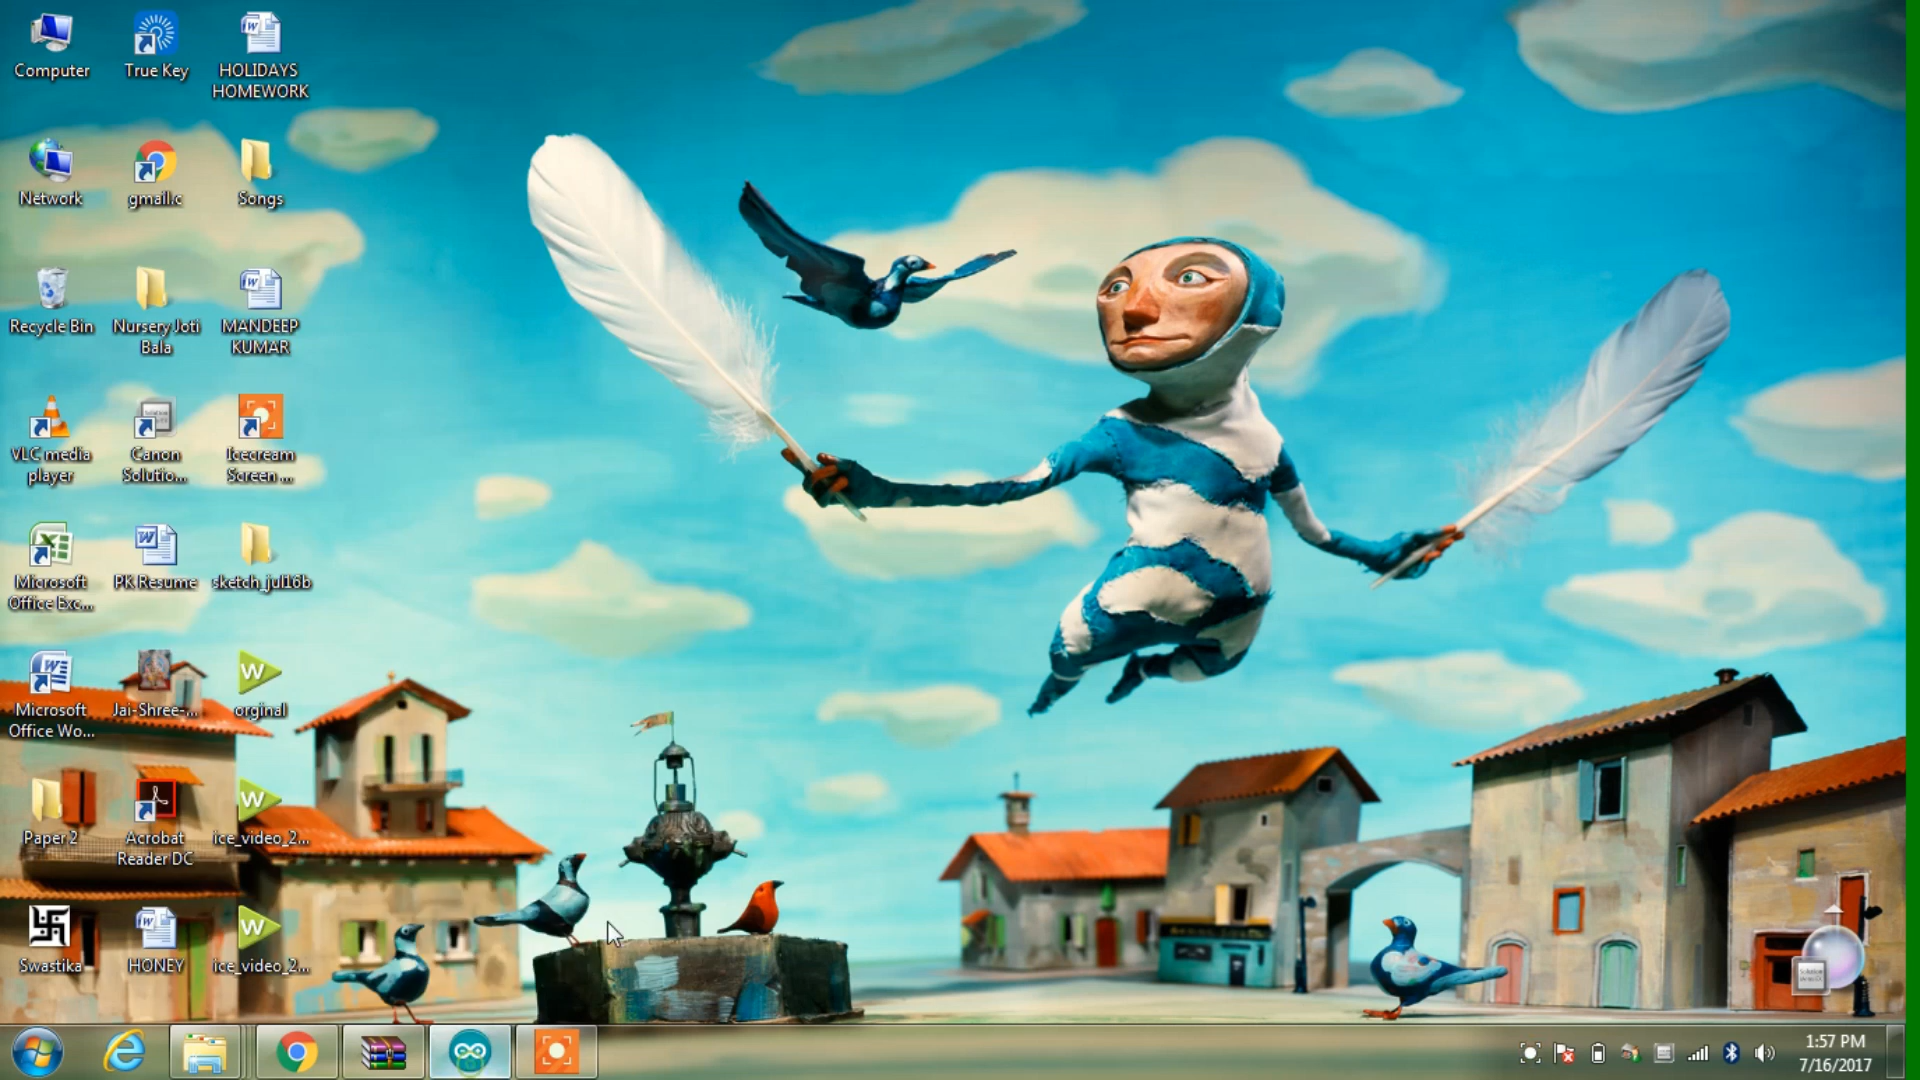 Computer
True Key
HOLIDAYS
HOMEWORK
Network
gmail.c
Songs
Recycle Bin
Nursery Joti
Bala
MANDEEP
KUMAR
VLC media
player
Canon
Solutio...
Icecream
Screen ...
Microsoft
Office Exc...
PK Resume
sketch_jul16b
Microsoft
Office Wo...
Jai-Shree-...
orginal
Paper 2
Acrobat
Reader DC
ice_video_2...
Swastika
HONEY
ice_video_2...
1:57 PM
7/16/2017